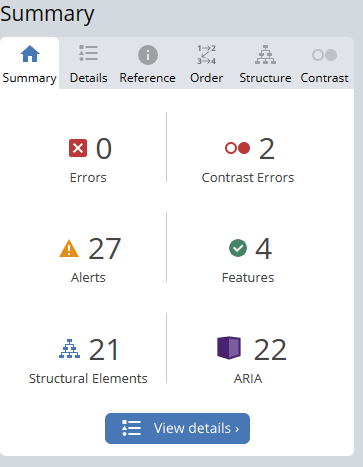 Summary
Summary Details Reference Order Structure Contrast
0 2
Errors Contrast Errors
27 4
Alerts Features
21 22
Structural Elements ARIA
View details ›